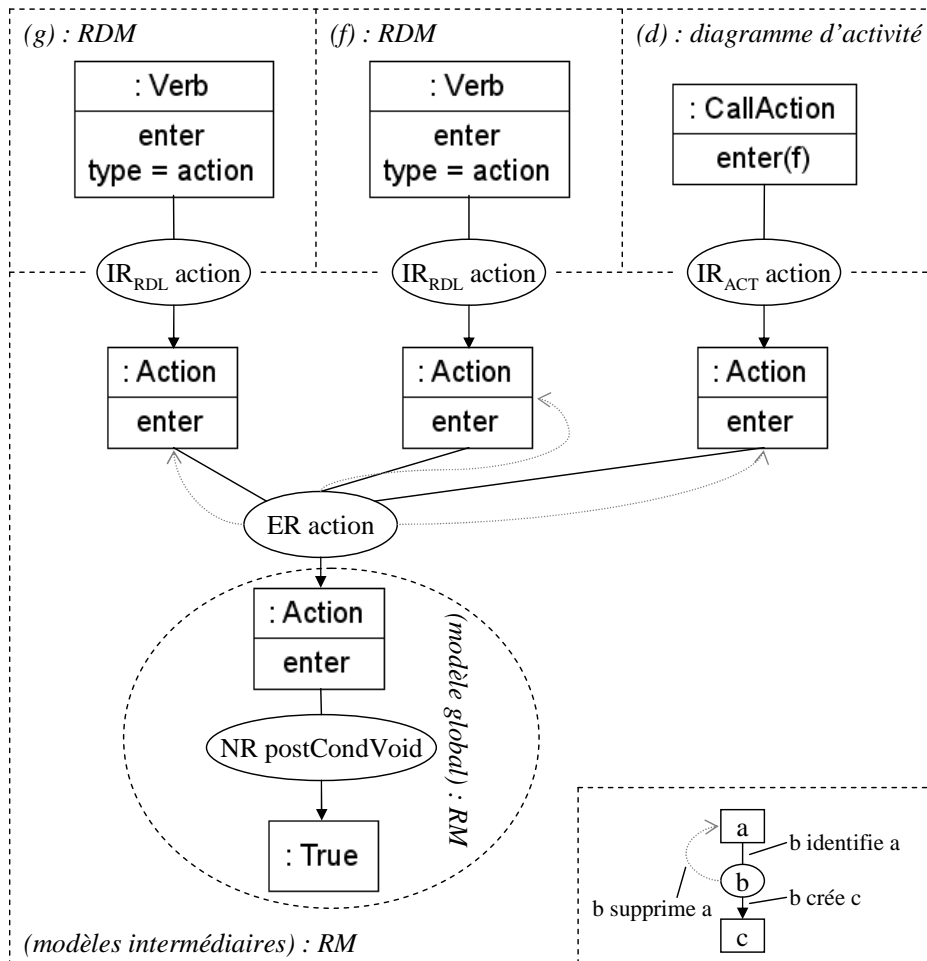 (g) : RDM
(f) : RDM
(d) : diagramme d'activité
: Verb
enter
type = action
: Verb
enter
type = action
: CallAction
enter(f)
IRRDL action
IRRDL action
IRACT action
: Action
enter
: Action
enter
: Action
enter
ER action
: Action
enter
(modèle global) : RM
NR postCondVoid
: True
(modèles intermédiaires) : RM
a
b identifie a
b
b supprime a
b crée c
c